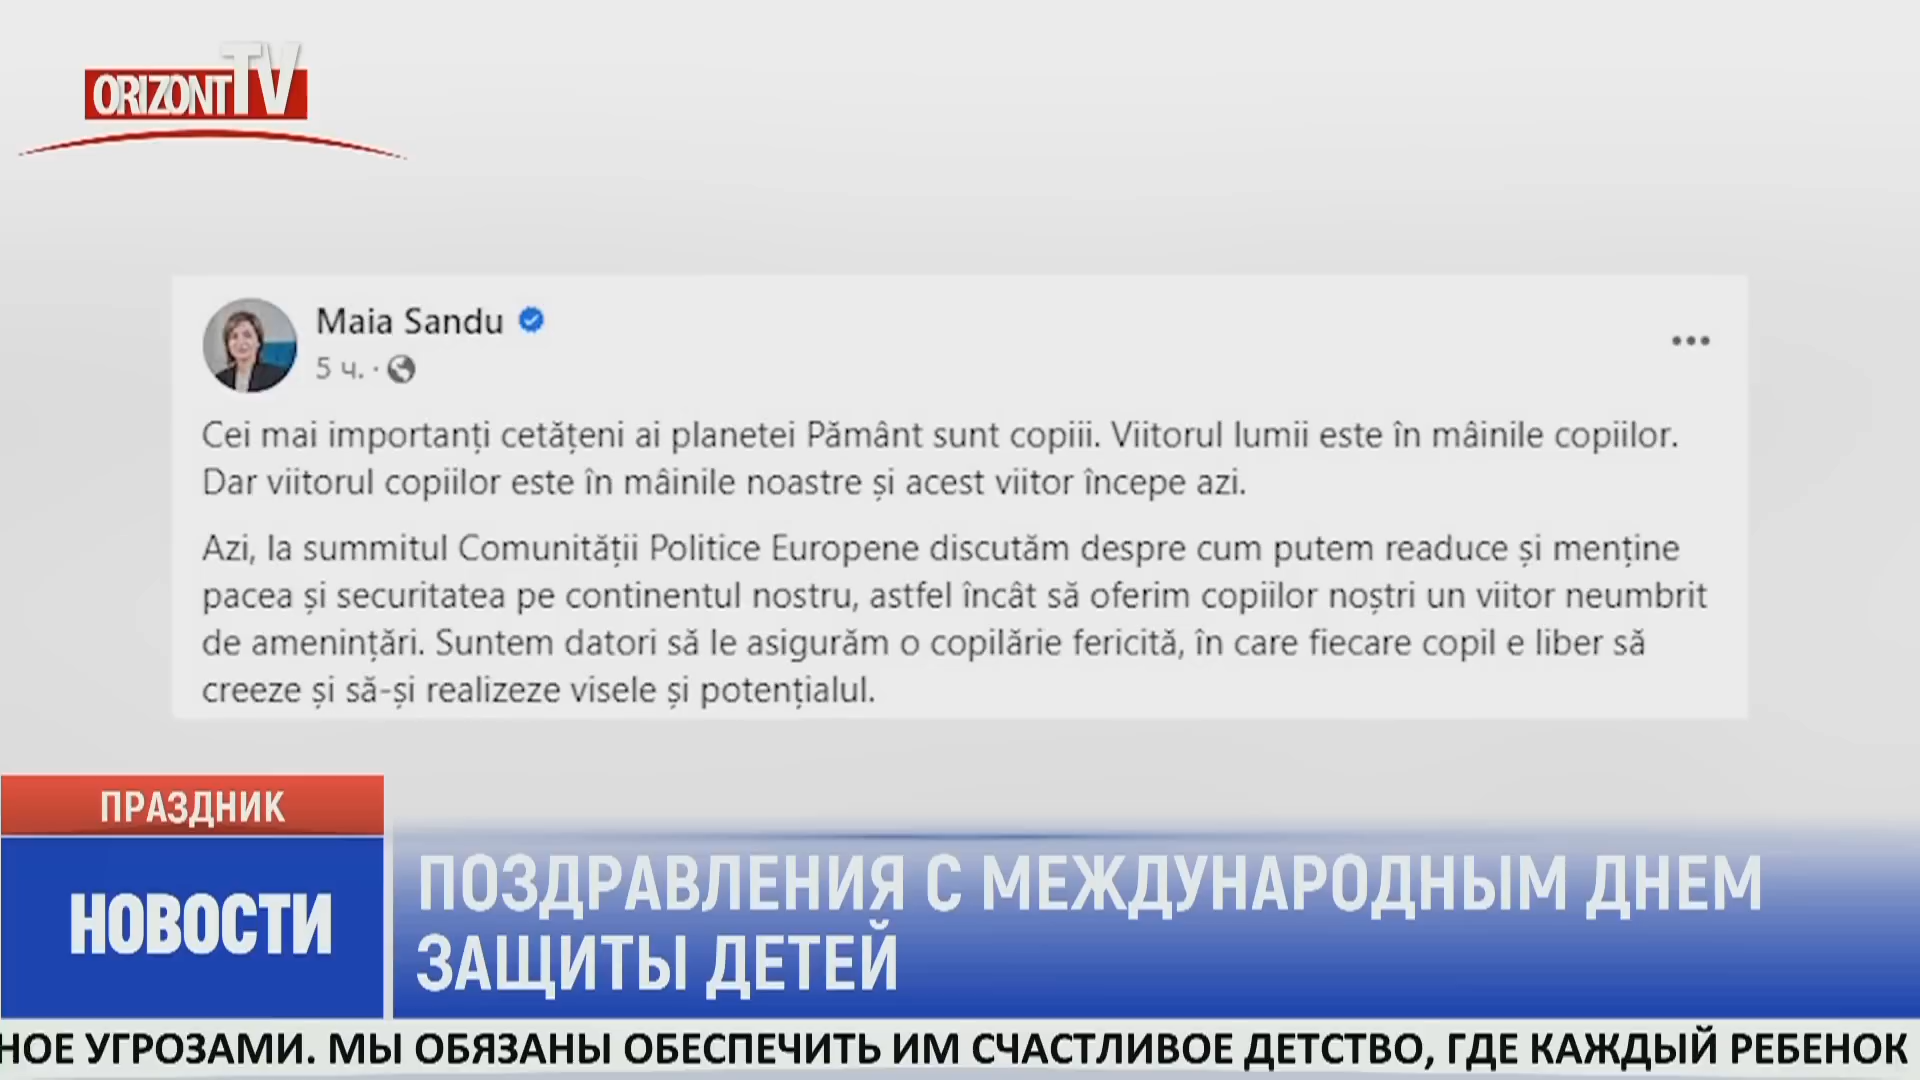 ORIZONT TV
Maia Sandu
5 ч. ·
Cei mai importanți cetățeni ai planetei Pământ sunt copiii. Viitorul lumii este în mâinile copiilor.
Dar viitorul copiilor este în mâinile noastre și acest viitor începe azi.
Azi, la summitul Comunității Politice Europene discutăm despre cum putem readuce și menține
pacea și securitatea pe continentul nostru, astfel încât să oferim copiilor noștri un viitor neumbrit
de amenințări. Suntem datori să le asigurăm o copilărie fericită, în care fiecare copil e liber să
creeze și să-și realizeze visele și potențialul.
ПРАЗДНИК
НОВОСТИ
ПОЗДРАВЛЕНИЯ С МЕЖДУНАРОДНЫМ ДНЕМ
ЗАЩИТЫ ДЕТЕЙ
НОЕ УГРОЗАМИ. МЫ ОБЯЗАНЫ ОБЕСПЕЧИТЬ ИМ СЧАСТЛИВОЕ ДЕТСТВО, ГДЕ КАЖДЫЙ РЕБЕНОК